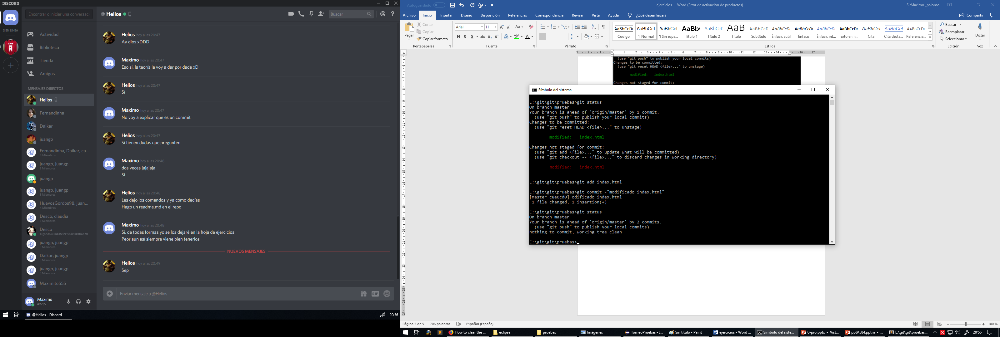 DISCORD
Encontrar o iniciar una conversaci
3 EN LÍNEA
Actividad
Biblioteca
Tienda
Amigos
MENSAJES DIRECTOS
Helios
Fernandinha
Daikar
juangp
Fernandinha, Daikar, ca...
4 Miembros
juangp, juangp
3 Miembros
juangp
juangp, juangp
3 Miembros
HuevosGordos98, juan...
4 Miembros
Desco, claudia
3 Miembros
Desco
Jugando a Sid Meier's Civilization VI
juangp, juangp
3 Miembros
Daikar, juangp
3 Miembros
juangp, juangp
3 Miembros
Maximito555
Maximo
#2735
@ Helios
Buscar
Helios hoy a las 20:47
Ay dios xDDD
Maximo hoy a las 20:47
Eso si, la teoría la voy a dar por dada xD
Helios hoy a las 20:47
Sí
Maximo hoy a las 20:47
No voy a explicar que es un commit
Helios hoy a las 20:47
Si tienen dudas que pregunten
Maximo hoy a las 20:48
dos veces jajajaja
Si
Helios hoy a las 20:48
Les dejo los comandos y ya como decías
Hago un readme.md en el repo
Maximo hoy a las 20:48
Si, de todas formas yo se los dejaré en la hoja de ejercicios
Peor aun así siempre viene bien tenerlos
NUEVOS MENSAJES
Helios hoy a las 20:49
Sep
Enviar mensaje a @Helios
GIF
@Helios - Discord
20:56
Autoguardado
ejercicios - Word (Error de activación de productos)
SirMaximo _palomo
Archivo Inicio Insertar Diseño Disposición Referencias Correspondencia Revisar Vista Ayuda ¿Qué desea hacer?
Compartir
Pegar
Cortar
Copiar
Copiar formato
Portapapeles
Arial 11
N K S abc x₂ x²
Fuente
Párrafo
AaBbCcDc AaBbCcD AaBbCcD AaBb( AaBbCcD AaB AaBbCcD AaBbCcDc AaBbCcDc AaBbCcDc AaBbCcDc AaBbCcL AaBbCcL AABBCCDD
Codigo ¶ Normal ¶ Sin espa... Título 1 Título 2 Título Subtítulo Énfasis sutil Énfasis Énfasis int... Texto en n... Cita Cita desta... Referencia...
Estilos
Buscar
Reemplazar
Seleccionar
Edición
Dictar
Voz
(use "git push" to publish your local commits)
Changes to be committed:
(use "git reset HEAD <file>..." to unstage)
modified: index.html
Changes not staged for commit:
Símbolo del sistema
E:\git\git\pruebas>git status
On branch master
Your branch is ahead of 'origin/master' by 1 commit.
(use "git push" to publish your local commits)
Changes to be committed:
(use "git reset HEAD <file>..." to unstage)
modified: index.html
Changes not staged for commit:
(use "git add <file>..." to update what will be committed)
(use "git checkout -- <file>..." to discard changes in working directory)
modified: index.html
E:\git\git\pruebas>git add index.html
E:\git\git\pruebas>git commit -"modificado index.html"
[master c8e6cd0] odificado index.html
1 file changed, 1 insertion(+)
E:\git\git\pruebas>git status
On branch master
Your branch is ahead of 'origin/master' by 2 commits.
(use "git push" to publish your local commits)
nothing to commit, working tree clean
E:\git\git\pruebas>
Página 5 de 5 706 palabras Español (España)
100 %
How to clear the ... eclipse pruebas Imágenes TorneoPruebas - J... Sin título - Paint ejercicios - Word ... Símbolo del siste... 0-pro.pptx - Vist... pptA584.pptm - ... E:\git\git\pruebas...
20:56